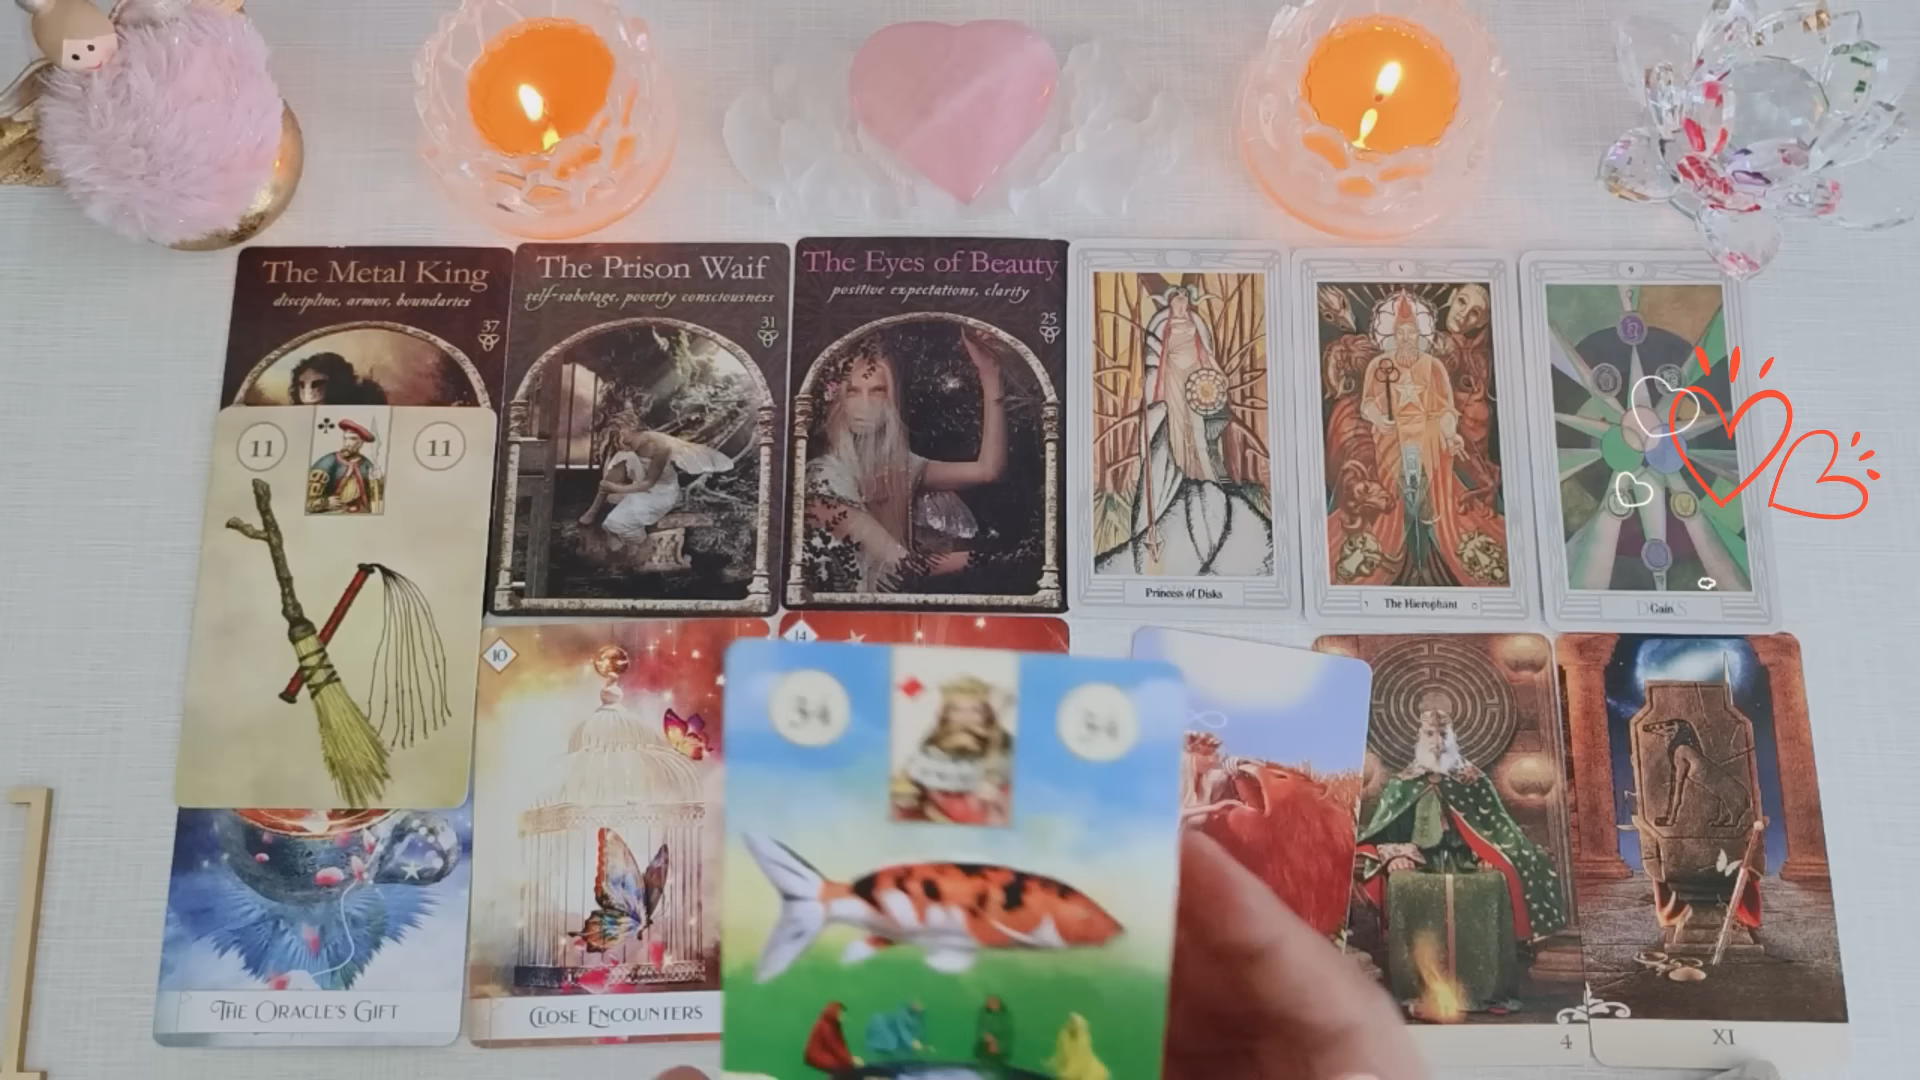 The Metal King
discipline, armor, boundaries
37
The Prison Waif
self-sabotage, poverty consciousness
31
The Eyes of Beauty
positive expectations, clarity
25
V
9
11
11
Princess of Disks
The Hierophant
Gain
10
14
34
34
THE ORACLE'S GIFT
CLOSE ENCOUNTERS
4
XI